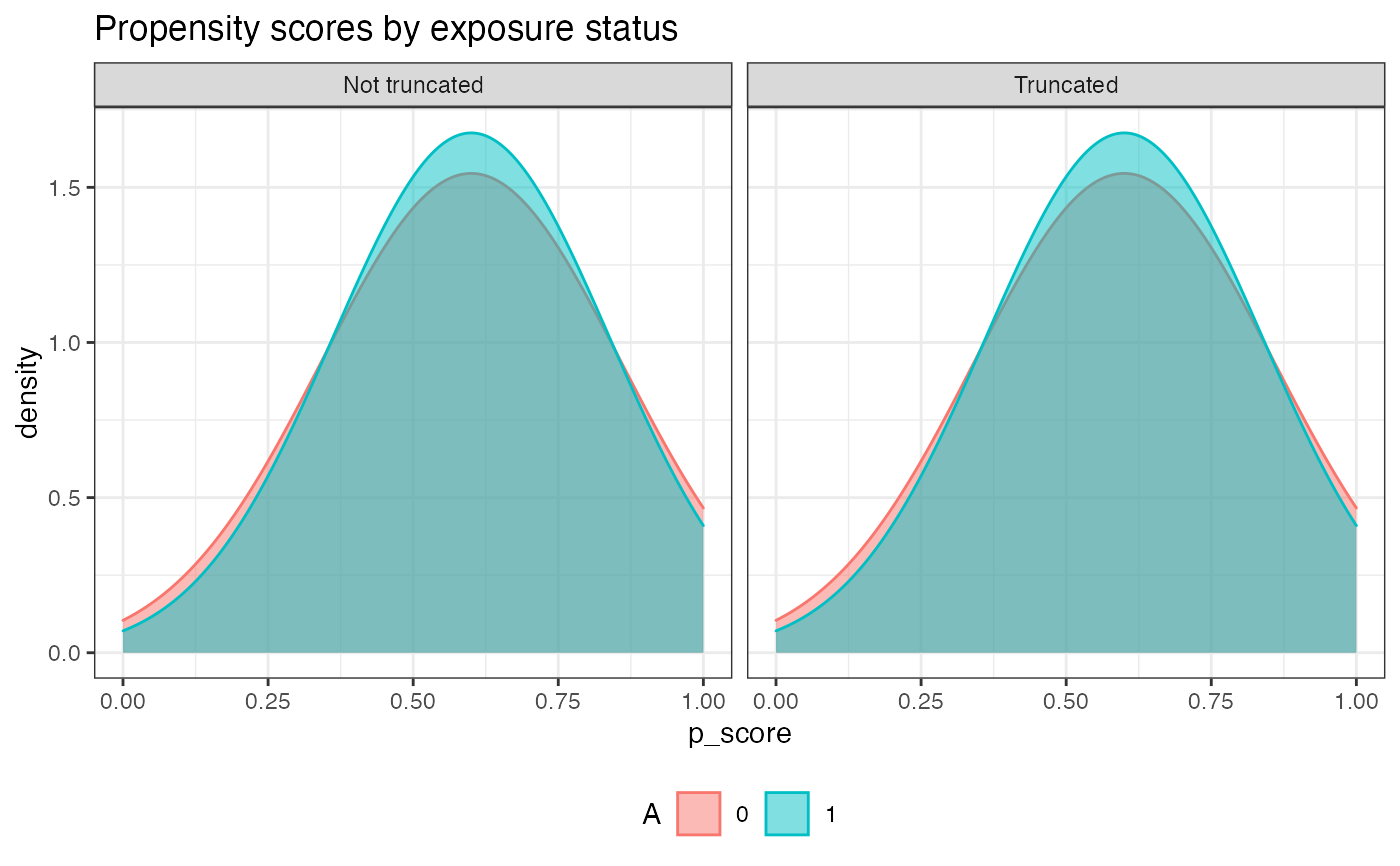 Propensity scores by exposure status
Not truncated
Truncated
density
1.5
1.0
0.5
0.0
0.00 0.25 0.50 0.75 1.00
0.00 0.25 0.50 0.75 1.00
p_score
A 0 1